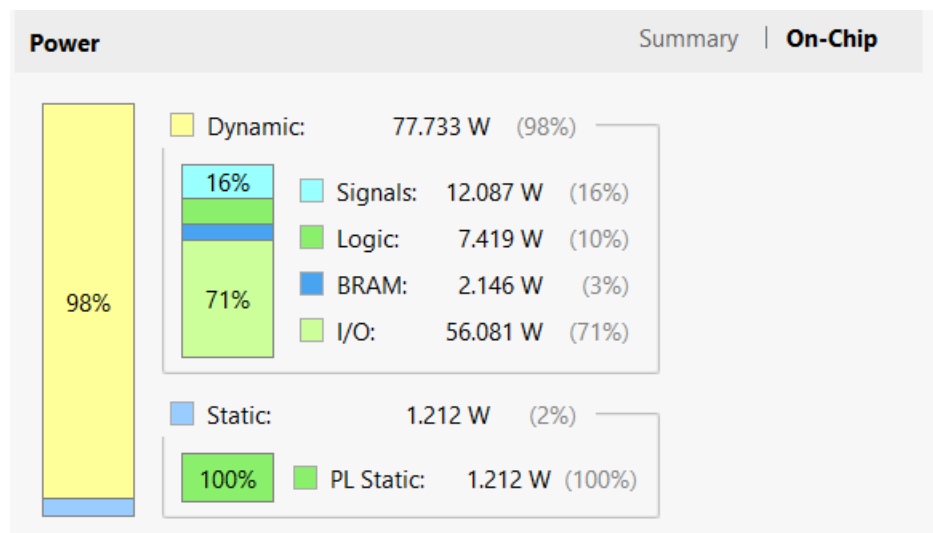 Power Summary | On-Chip
Dynamic: 77.733 W (98%)
16% Signals: 12.087 W (16%)
Logic: 7.419 W (10%)
BRAM: 2.146 W (3%)
98% 71% I/O: 56.081 W (71%)
Static: 1.212 W (2%)
100% PL Static: 1.212 W (100%)